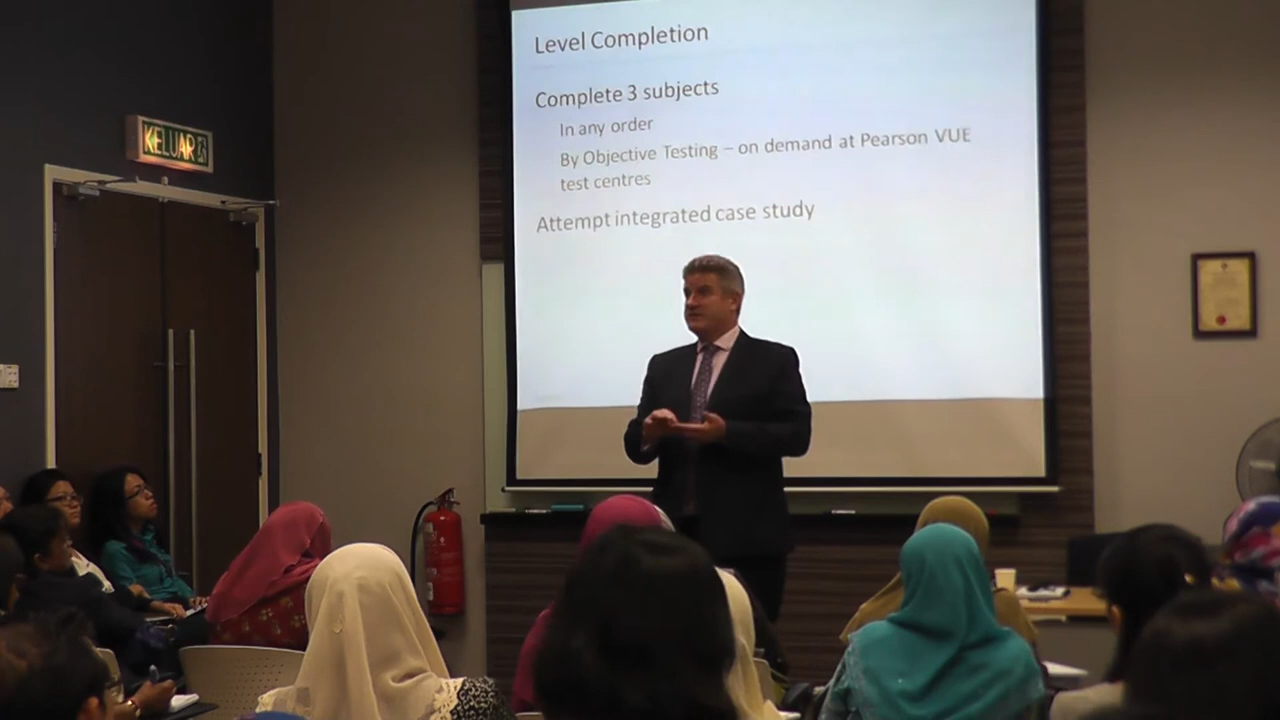 Level Completion
Complete 3 subjects
In any order
By Objective Testing – on demand at Pearson VUE
test centres
Attempt integrated case study
KELUAR